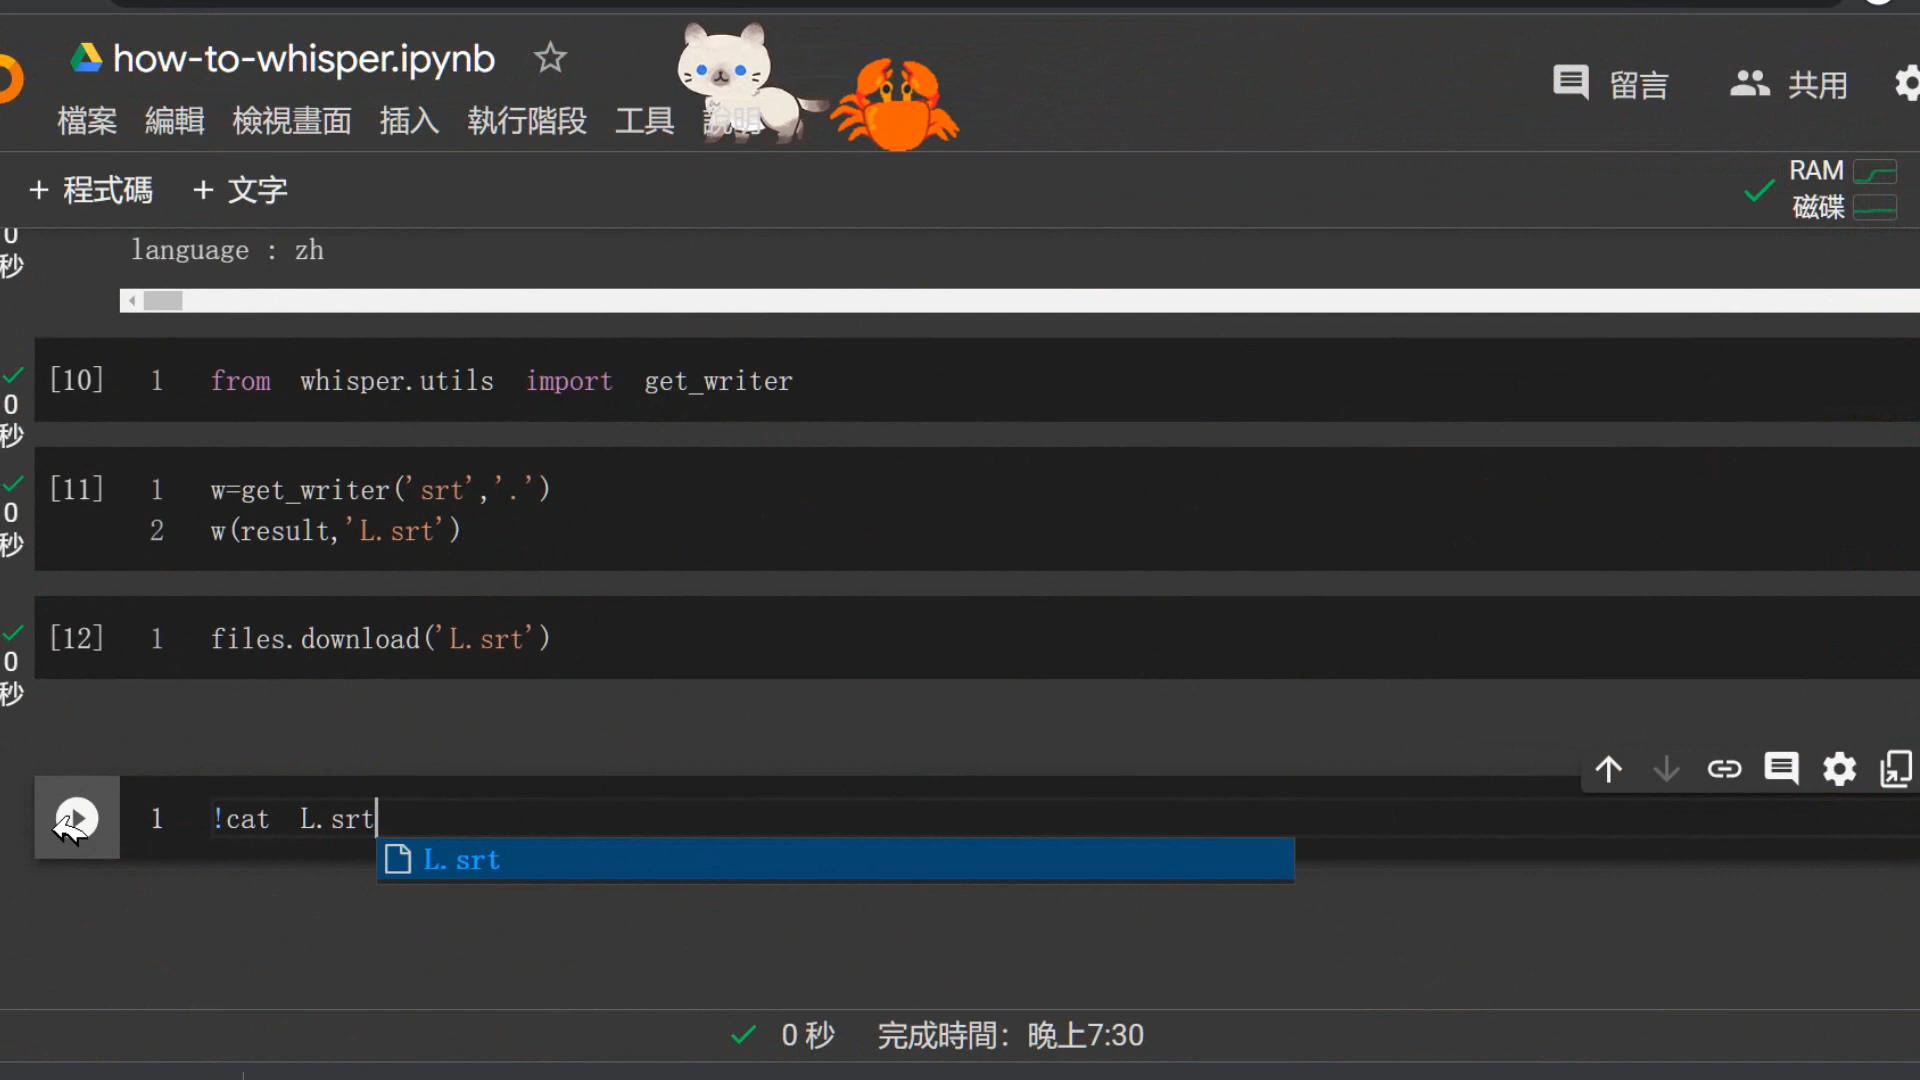 how-to-whisper.ipynb
留言
共用
檔案 編輯 檢視畫面 插入 執行階段 工具 說明
+ 程式碼 + 文字
RAM
磁碟
0
秒
language : zh
0
秒
[10] 1 from whisper.utils import get_writer
0
秒
[11] 1 w=get_writer('srt','.')
2 w(result,'L.srt')
0
秒
[12] 1 files.download('L.srt')
1 !cat L.srt
L.srt
0 秒 完成時間：晚上7:30